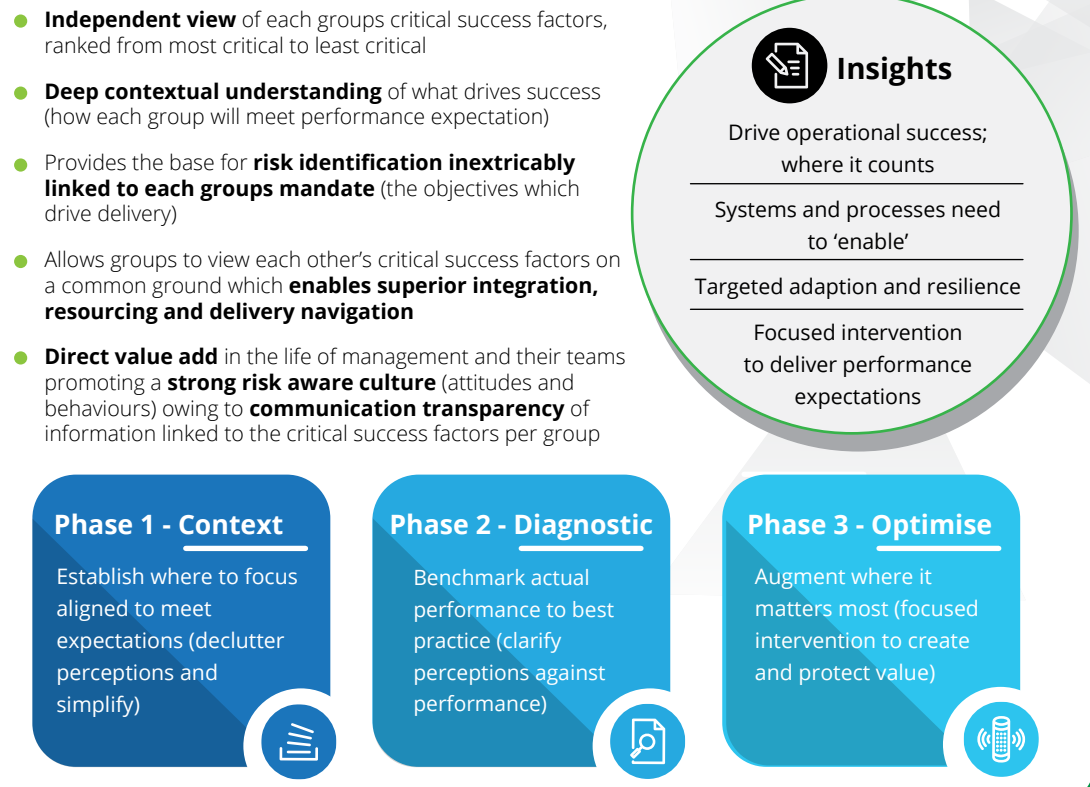 Independent view of each groups critical success factors,
ranked from most critical to least critical
Deep contextual understanding of what drives success
(how each group will meet performance expectation)
Provides the base for risk identification inextricably
linked to each groups mandate (the objectives which
drive delivery)
Allows groups to view each other’s critical success factors on
a common ground which enables superior integration,
resourcing and delivery navigation
Direct value add in the life of management and their teams
promoting a strong risk aware culture (attitudes and
behaviours) owing to communication transparency of
information linked to the critical success factors per group
Insights
Drive operational success;
where it counts
Systems and processes need
to ‘enable’
Targeted adaption and resilience
Focused intervention
to deliver performance
expectations
Phase 1 - Context
Establish where to focus
aligned to meet
expectations (declutter
perceptions and
simplify)
Phase 2 - Diagnostic
Benchmark actual
performance to best
practice (clarify
perceptions against
performance)
Phase 3 - Optimise
Augment where it
matters most (focused
intervention to create
and protect value)